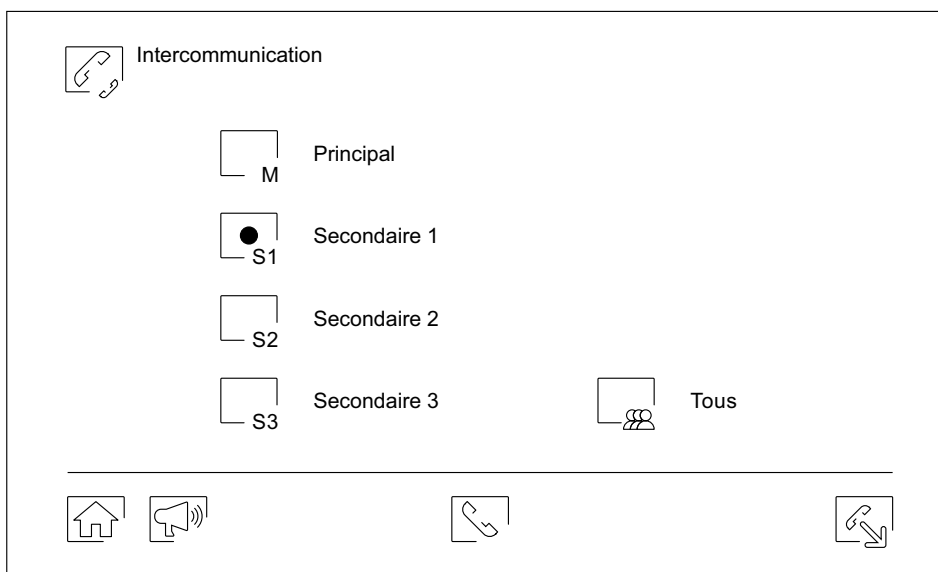 Intercommunication
M Principal
S1 Secondaire 1
S2 Secondaire 2
S3 Secondaire 3
Tous